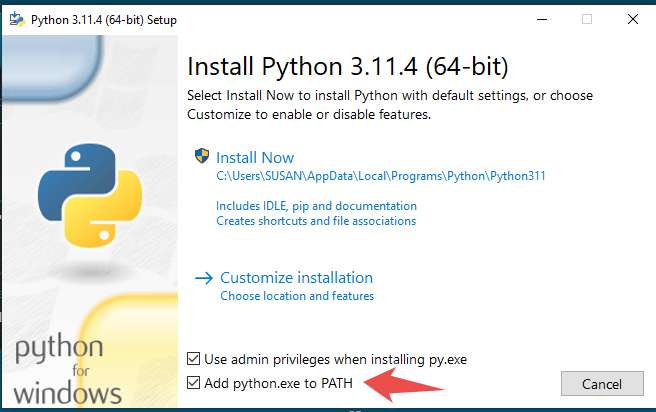 Python 3.11.4 (64-bit) Setup
Install Python 3.11.4 (64-bit)
Select Install Now to install Python with default settings, or choose
Customize to enable or disable features.
Install Now
C:\Users\SUSAN\AppData\Local\Programs\Python\Python311
Includes IDLE, pip and documentation
Creates shortcuts and file associations
Customize installation
Choose location and features
python
for
windows
Use admin privileges when installing py.exe
Add python.exe to PATH
Cancel